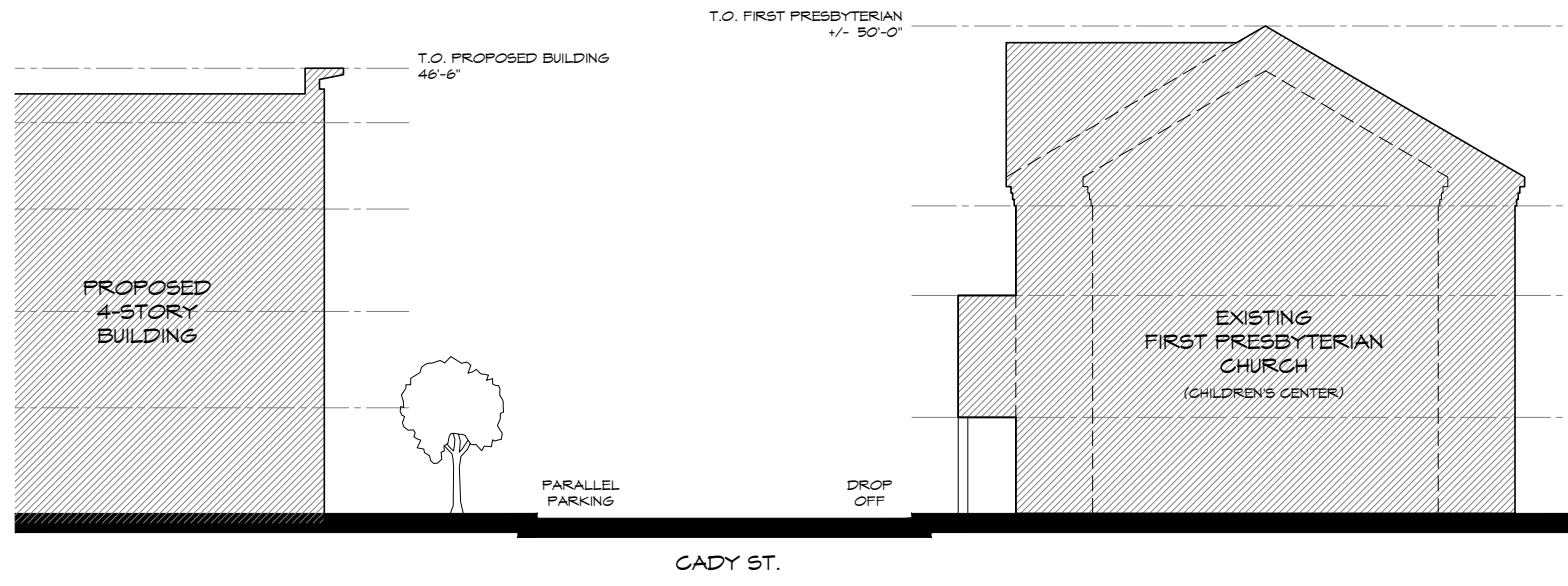 T.O. FIRST PRESBYTERIAN
+/- 50'-0"
T.O. PROPOSED BUILDING
46'-6"
PROPOSED
4-STORY
BUILDING
EXISTING
FIRST PRESBYTERIAN
CHURCH
(CHILDREN'S CENTER)
PARALLEL
PARKING
DROP
OFF
CADY ST.